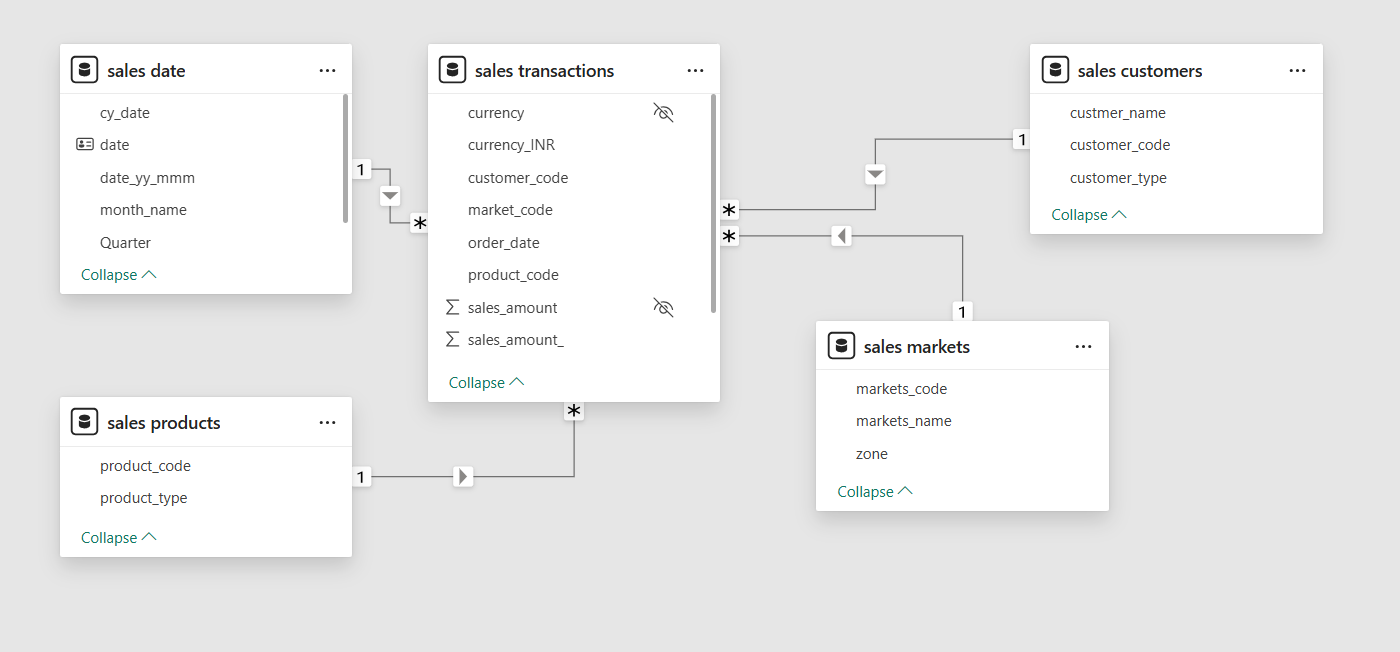 sales date
cy_date
date
date_yy_mmm
month_name
Quarter
Collapse
1
*
sales transactions
currency
currency_INR
customer_code
market_code
order_date
product_code
sales_amount
sales_amount_
Collapse
*
*
*
1
sales customers
custmer_name
customer_code
customer_type
Collapse
1
sales markets
markets_code
markets_name
zone
Collapse
sales products
product_code
product_type
Collapse
1